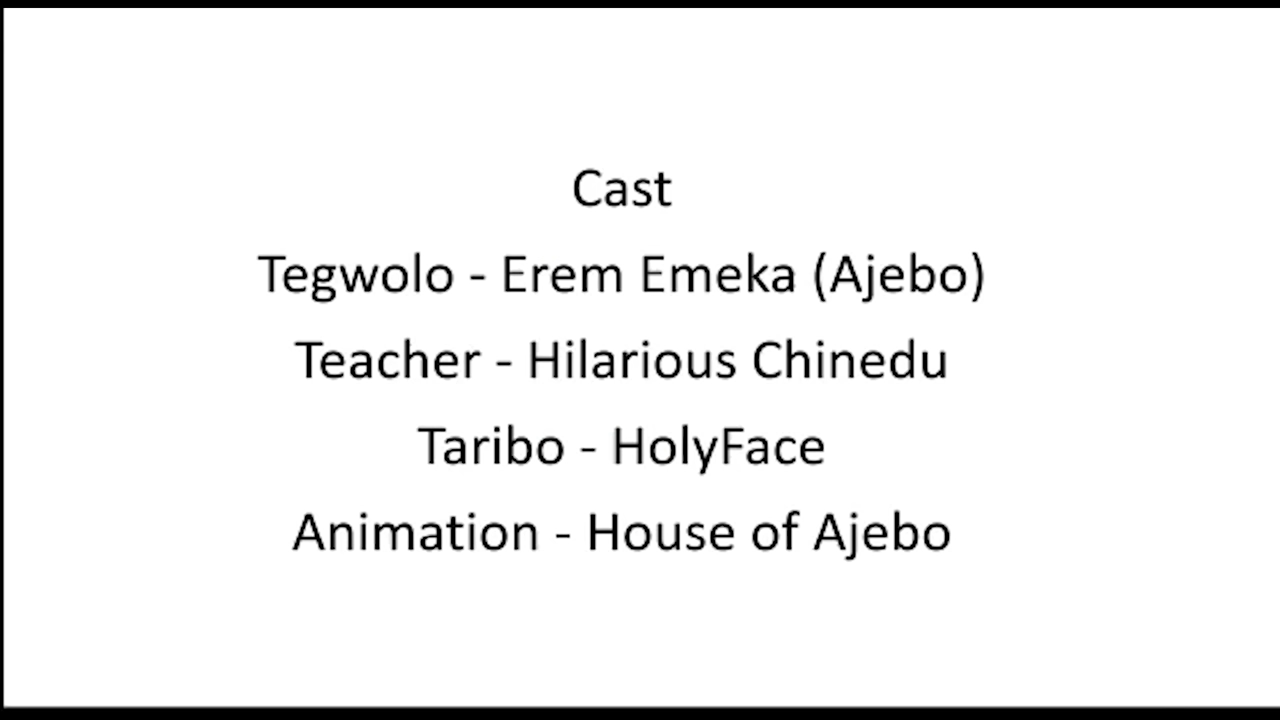 Cast
Tegwolo - Erem Emeka (Ajebo)
Teacher - Hilarious Chinedu
Taribo - HolyFace
Animation - House of Ajebo